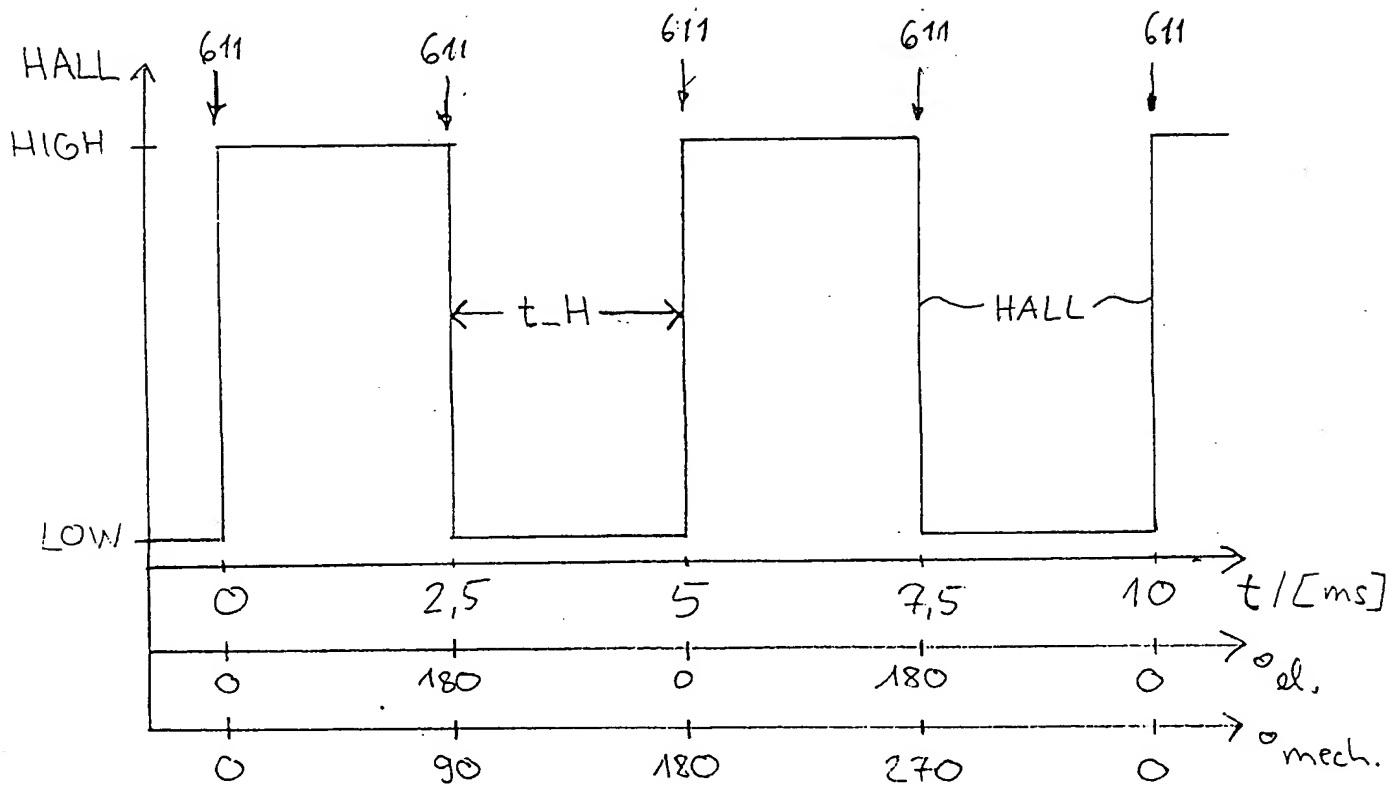 611 611 611 611 611
HALL
HIGH
t_H HALL
LOW
0 2,5 5 7,5 10 t/[ms]
0 180 0 180 0 °el.
0 90 180 270 0 °mech.